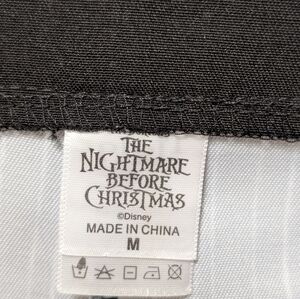 THE
NIGHTMARE
BEFORE
CHRISTMAS
©Disney
MADE IN CHINA
M